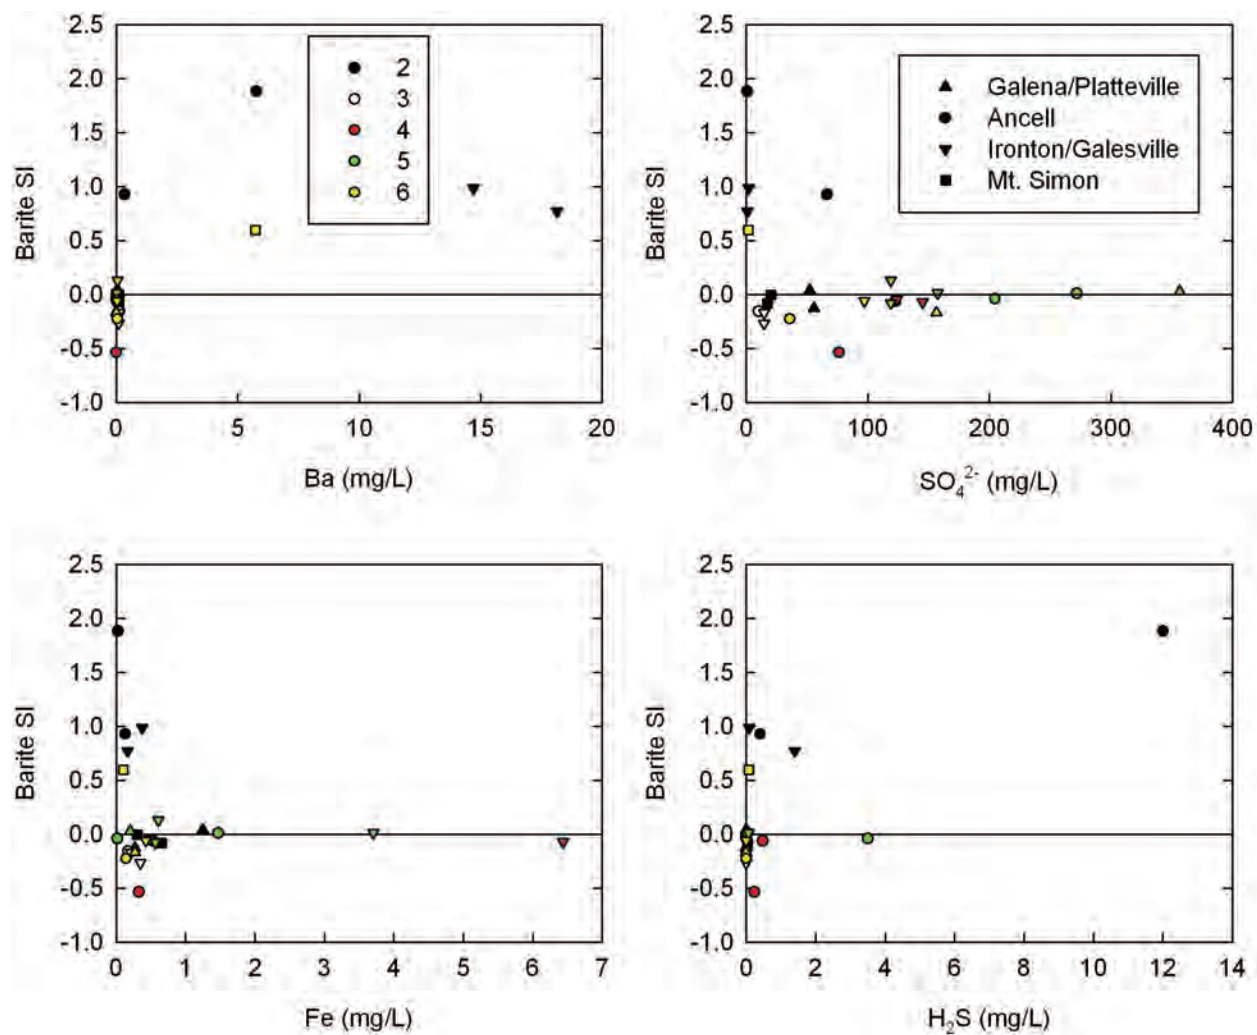 2.5
2.0
1.5
1.0
0.5
0.0
-0.5
-1.0
Barite SI
0 5 10 15 20
Ba (mg/L)
2
3
4
5
6
2.5
2.0
1.5
1.0
0.5
0.0
-0.5
-1.0
Barite SI
0 100 200 300 400
SO₄²⁻ (mg/L)
Galena/Platteville
Ancell
Ironton/Galesville
Mt. Simon
2.5
2.0
1.5
1.0
0.5
0.0
-0.5
-1.0
Barite SI
0 1 2 3 4 5 6 7
Fe (mg/L)
2.5
2.0
1.5
1.0
0.5
0.0
-0.5
-1.0
Barite SI
0 2 4 6 8 10 12 14
H₂S (mg/L)